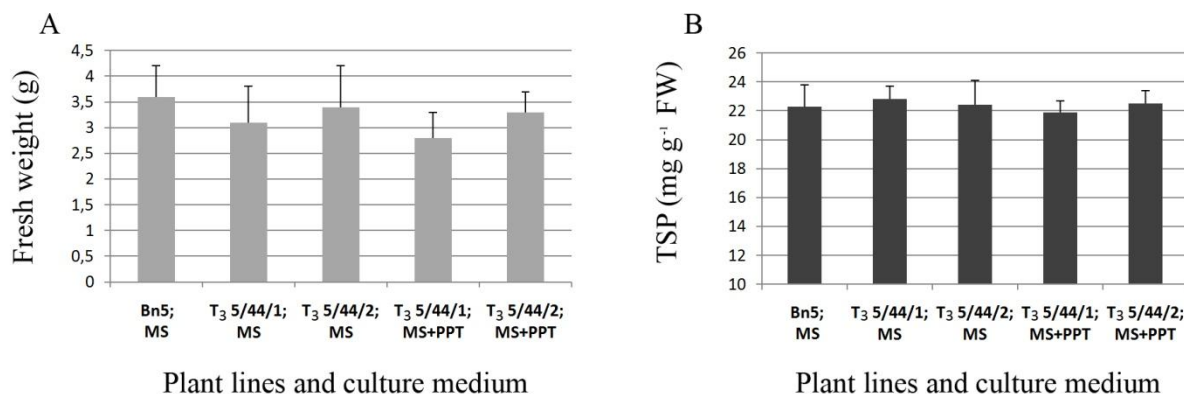 A
Fresh weight (g)
4,5
4
3,5
3
2,5
2
1,5
1
0,5
0
Bn5;
MS
T₃ 5/44/1;
MS
T₃ 5/44/2;
MS
T₃ 5/44/1;
MS+PPT
T₃ 5/44/2;
MS+PPT
Plant lines and culture medium
B
TSP (mg g⁻¹ FW)
26
24
22
20
18
16
14
12
10
Bn5;
MS
T₃ 5/44/1;
MS
T₃ 5/44/2;
MS
T₃ 5/44/1;
MS+PPT
T₃ 5/44/2;
MS+PPT
Plant lines and culture medium